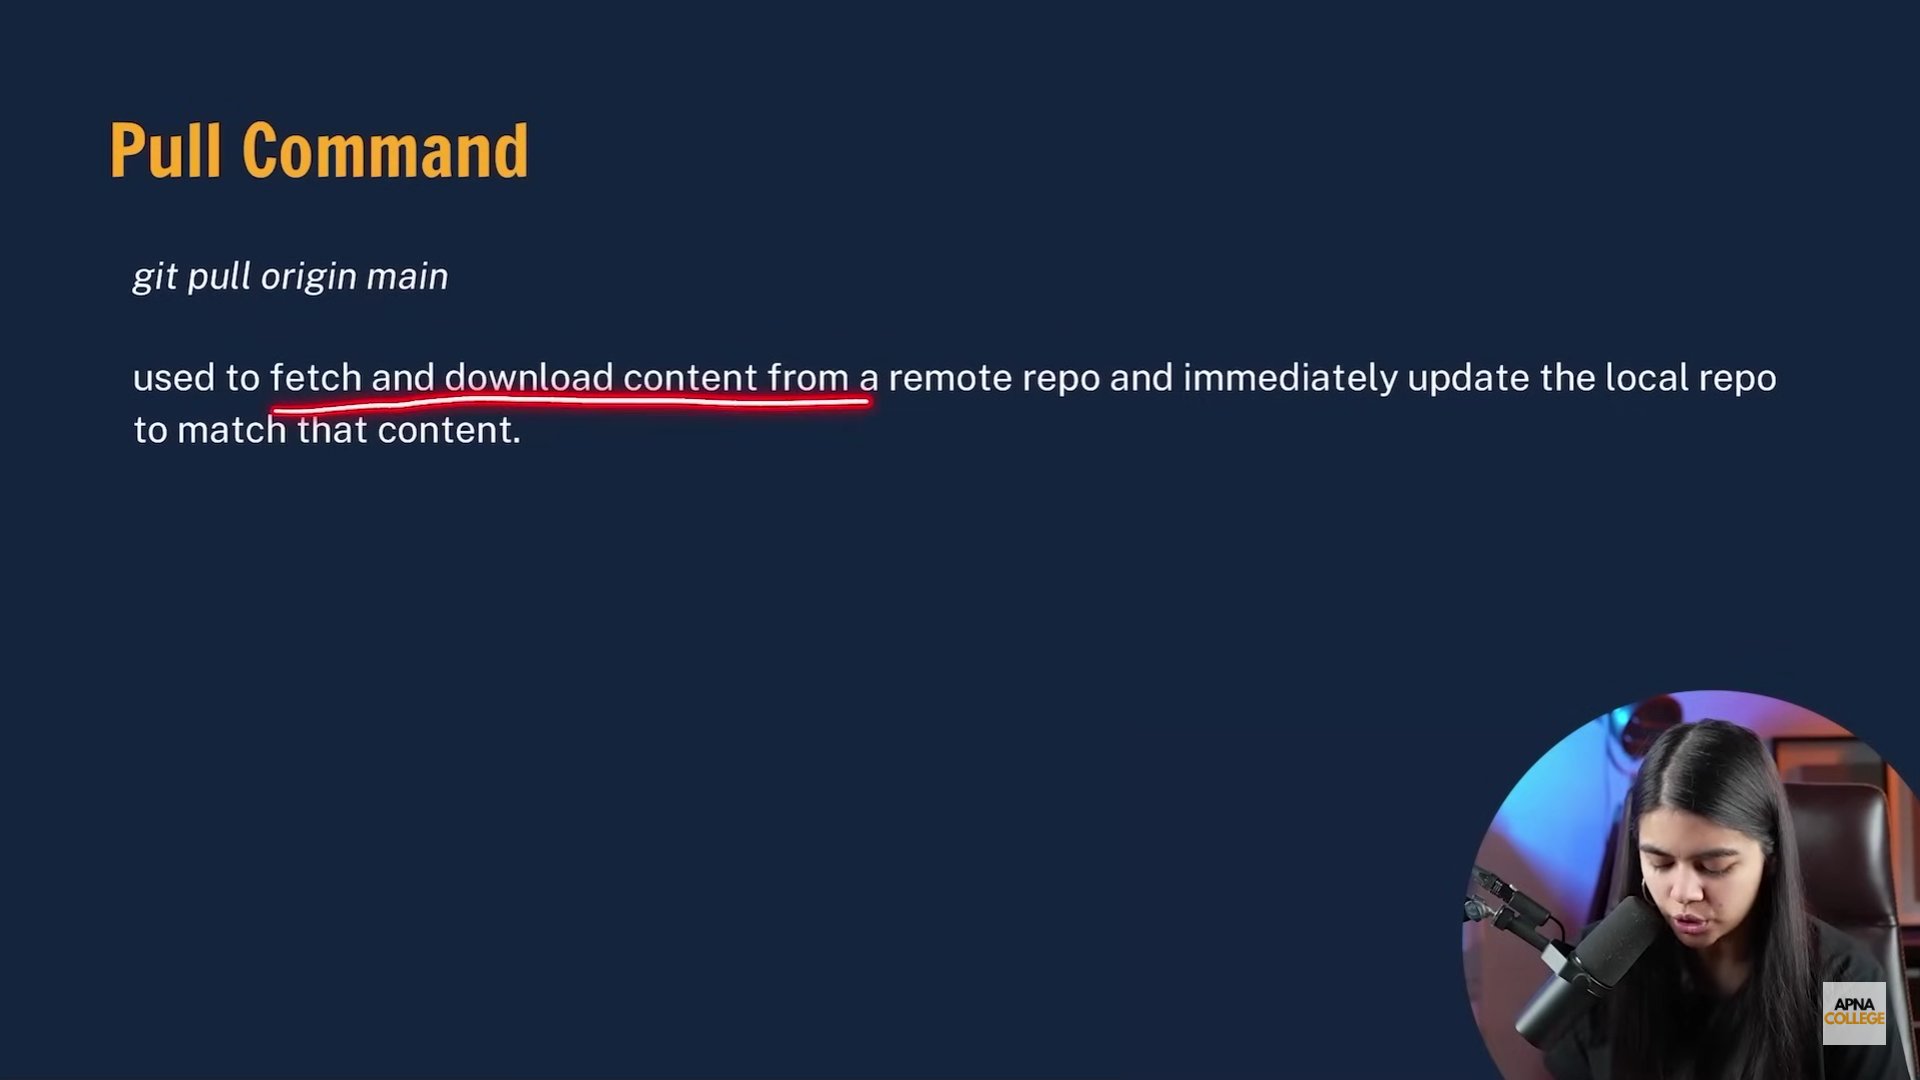 Pull Command
git pull origin main
used to fetch and download content from a remote repo and immediately update the local repo
to match that content.
APNA
COLLEGE